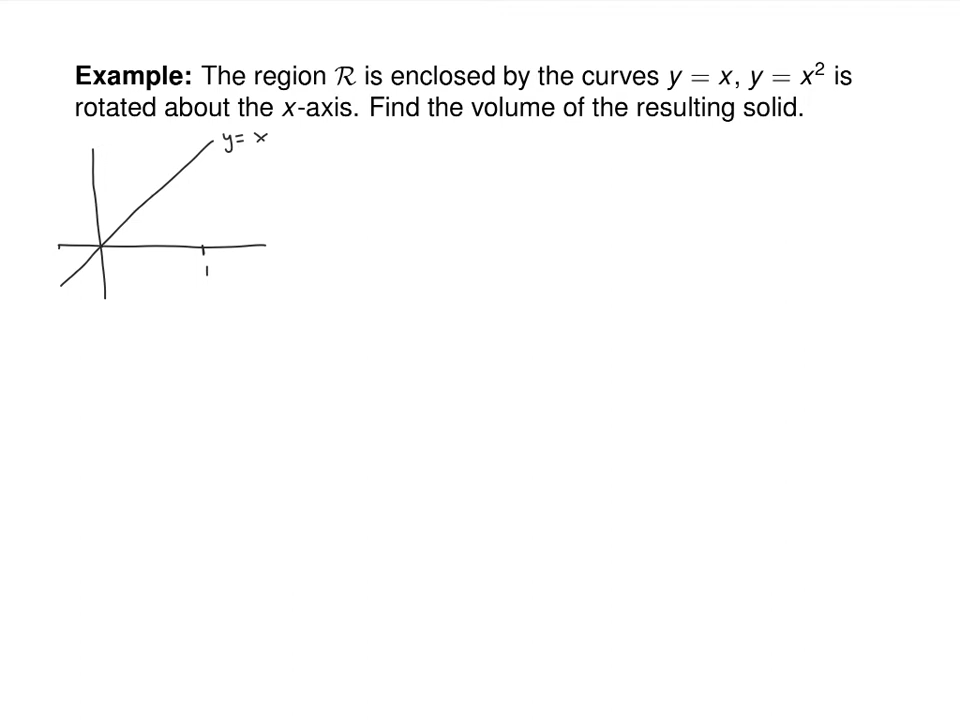 Example: The region ℛ is enclosed by the curves y = x, y = x² is
rotated about the x-axis. Find the volume of the resulting solid.
y= x
1